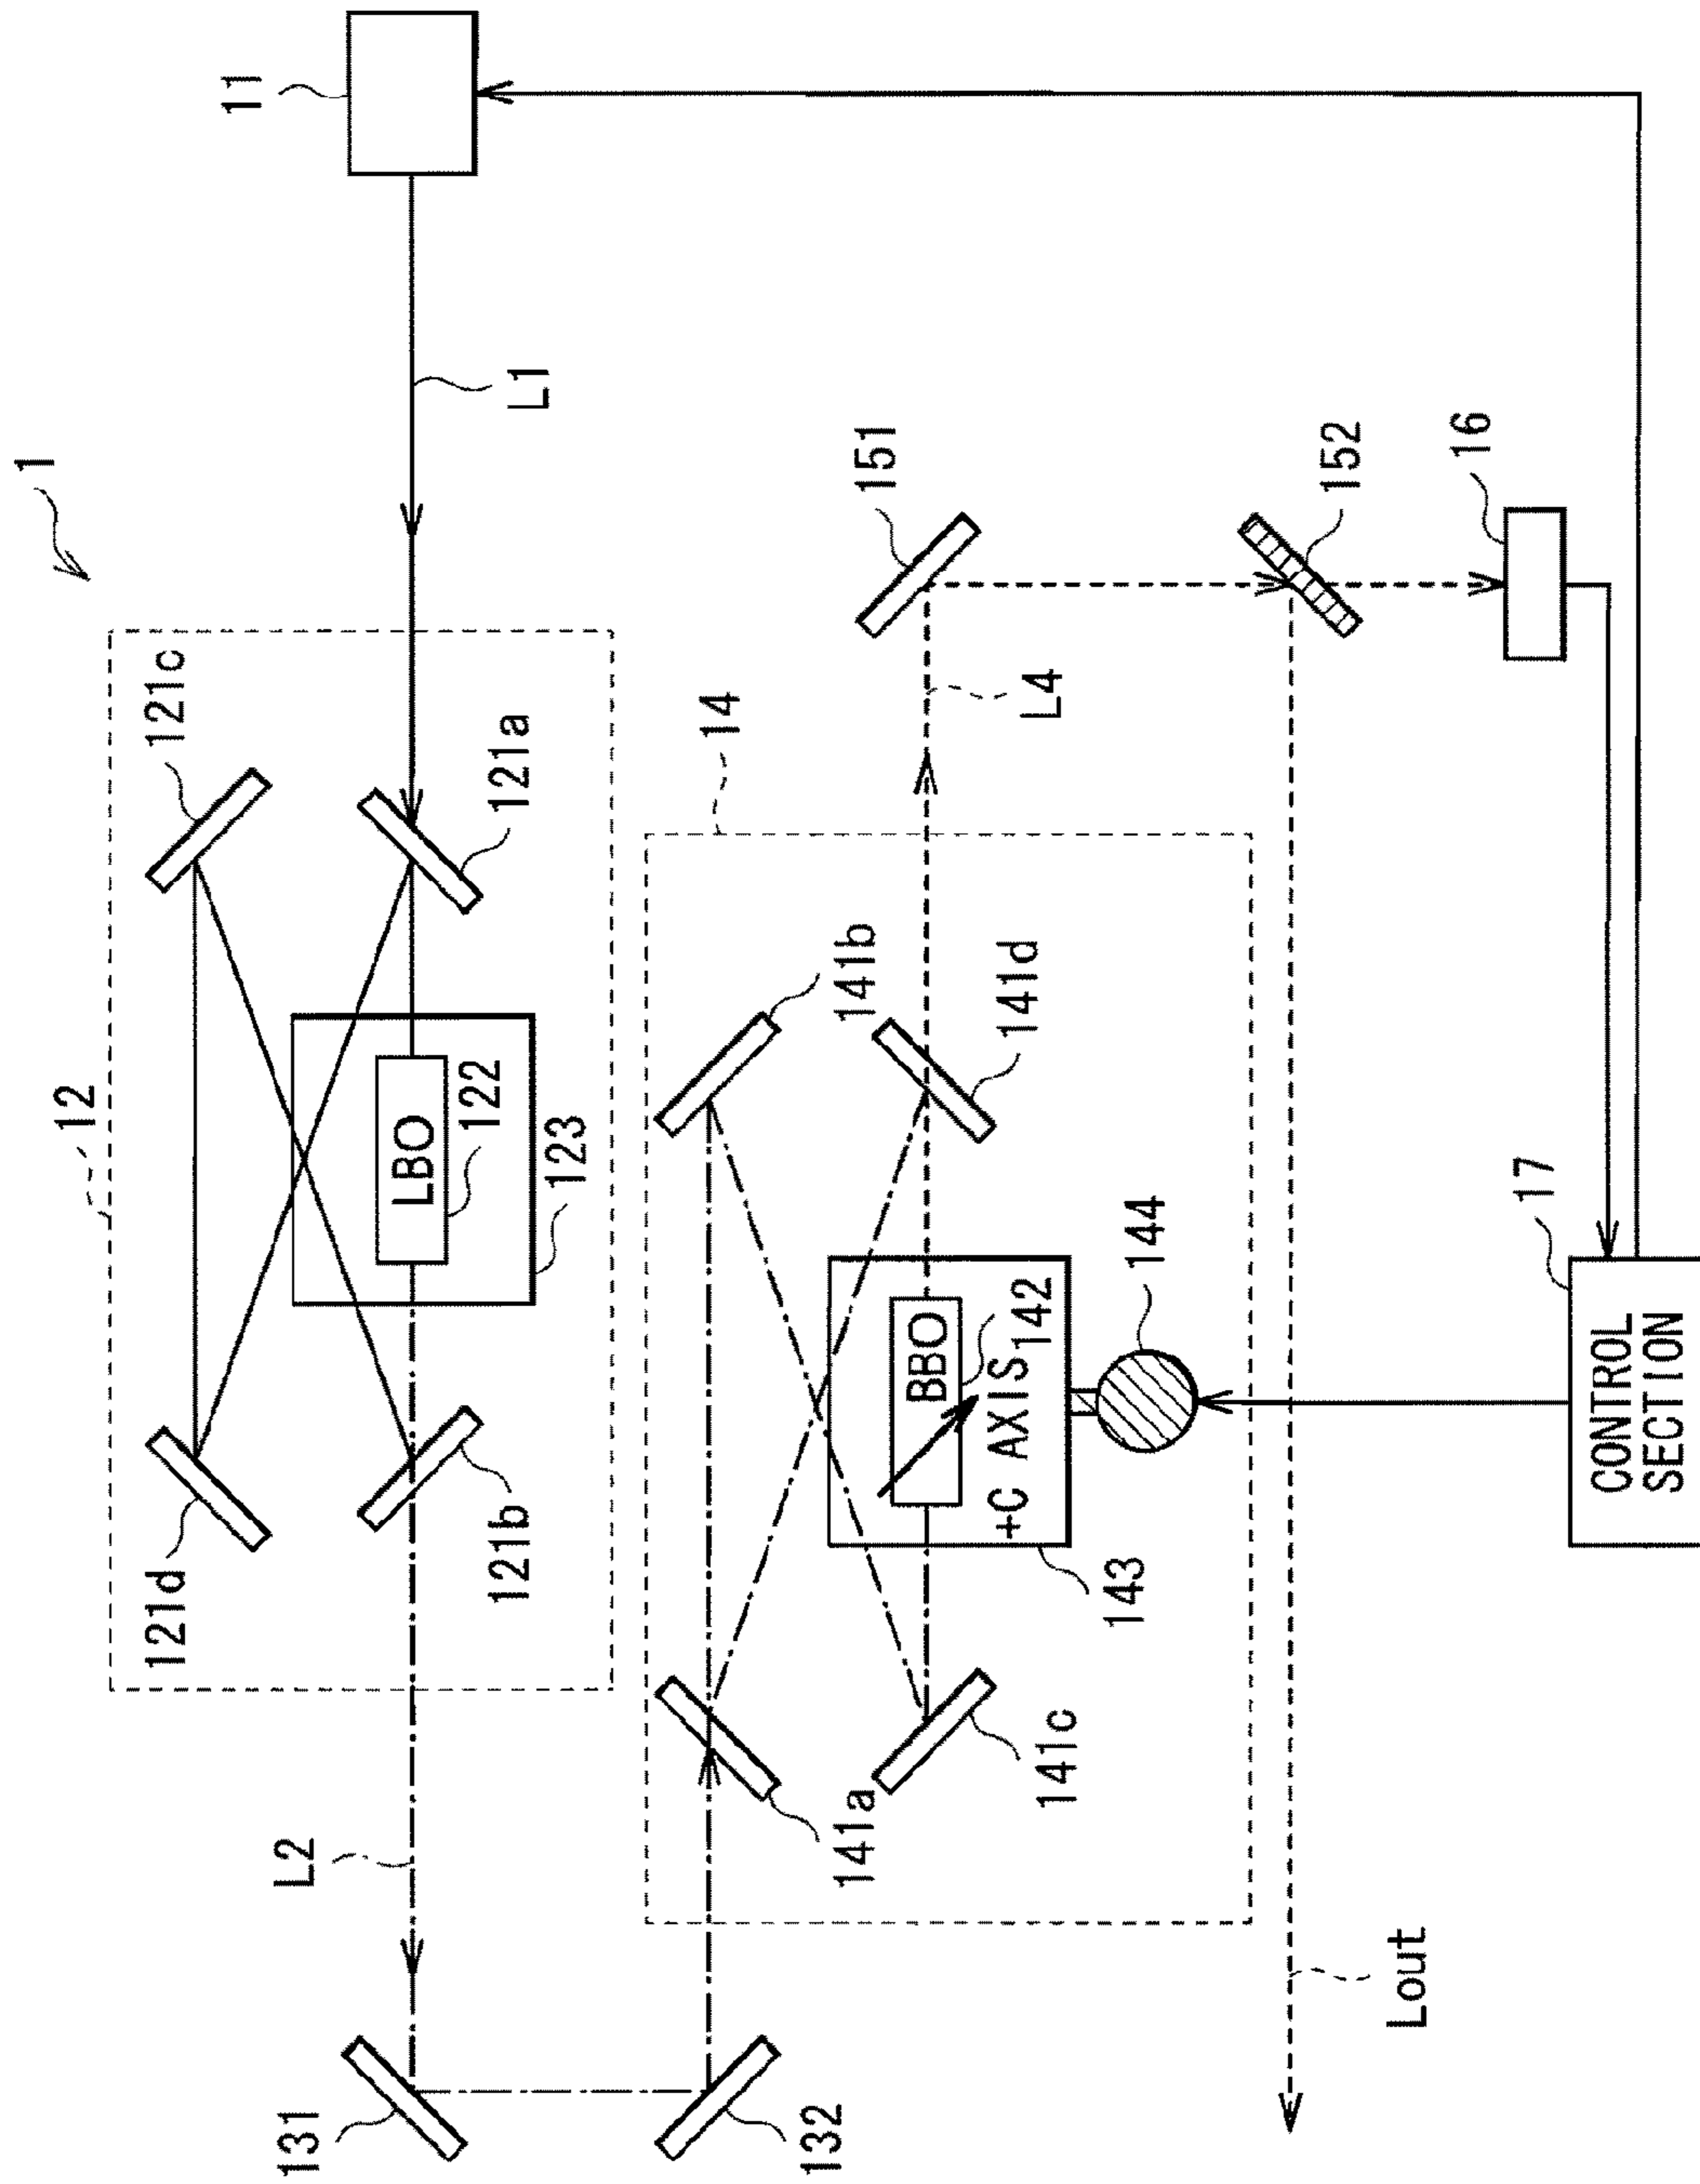 1
11
L1
12
121c
121a
LBO
122
123
121d
121b
L2
131
132
14
141b
141d
BBO
142
+C AXIS
143
144
141a
141c
L4
151
152
16
17
CONTROL
SECTION
Lout